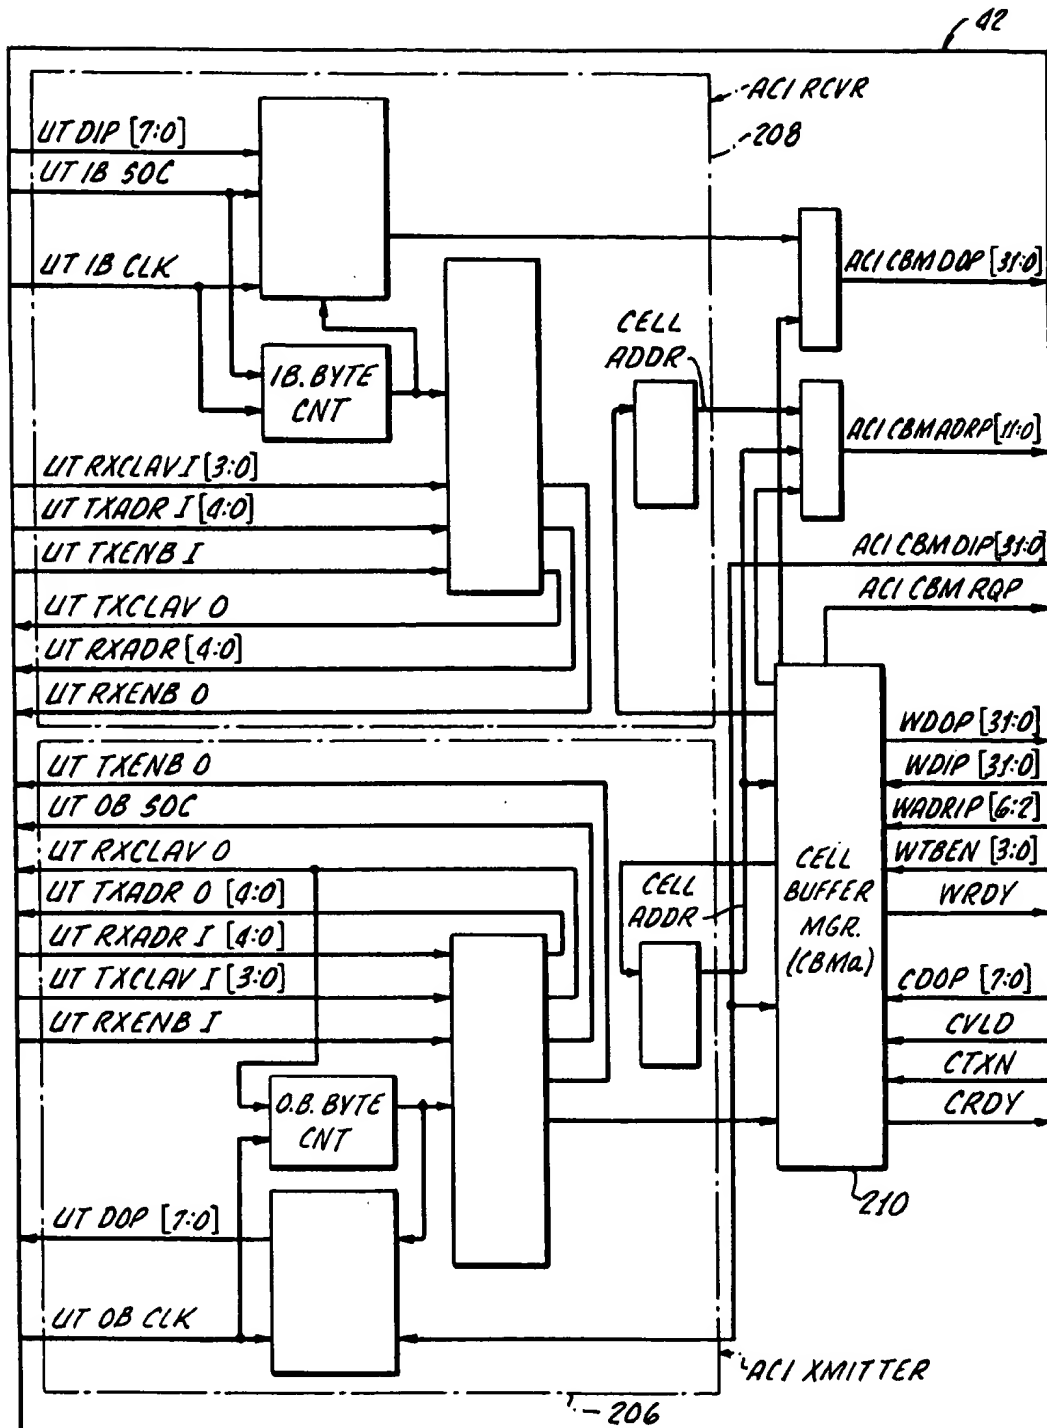 42
ACI RCVR
208
UT DIP [7:0]
UT IB SOC
UT IB CLK
IB. BYTE
CNT
CELL
ADDR
ACI CBM DOP [31:0]
ACI CBMADRP [11:0]
UT RXCLAV I [3:0]
UT TXADR I [4:0]
UT TXENB I
UT TXCLAV O
UT RXADR [4:0]
UT RXENB O
ACI CBM DIP [31:0]
ACI CBM RQP
UT TXENB O
UT OB SOC
UT RXCLAV O
UT TXADR O [4:0]
UT RXADR I [4:0]
UT TXCLAV I [3:0]
UT RXENB I
CELL
ADDR
CELL
BUFFER
MGR.
(CBMa)
WDOP [31:0]
WDIP [31:0]
WADRIP [6:2]
WTBEN [3:0]
WRDY
CDOP [7:0]
CVLD
CTXN
CRDY
210
O.B. BYTE
CNT
UT DOP [7:0]
UT OB CLK
ACI XMITTER
206